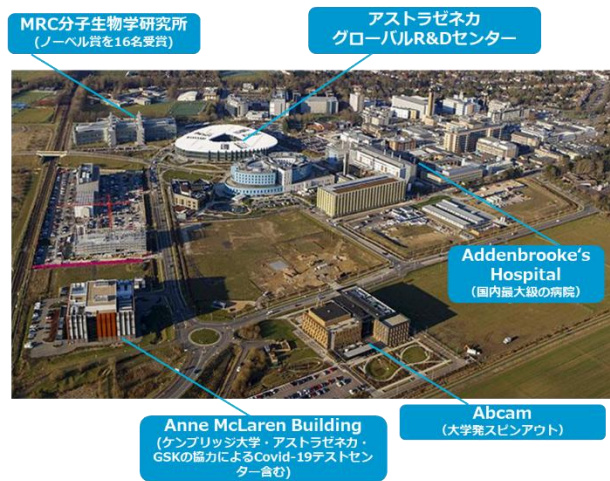 MRC分子生物学研究所
(ノーベル賞を16名受賞)
アストラゼネカ
グローバルR&Dセンター
Addenbrooke's
Hospital
(国内最大級の病院)
Anne McLaren Building
(ケンブリッジ大学・アストラゼネカ・
GSKの協力によるCovid-19テストセン
ター含む)
Abcam
(大学発スピンアウト)